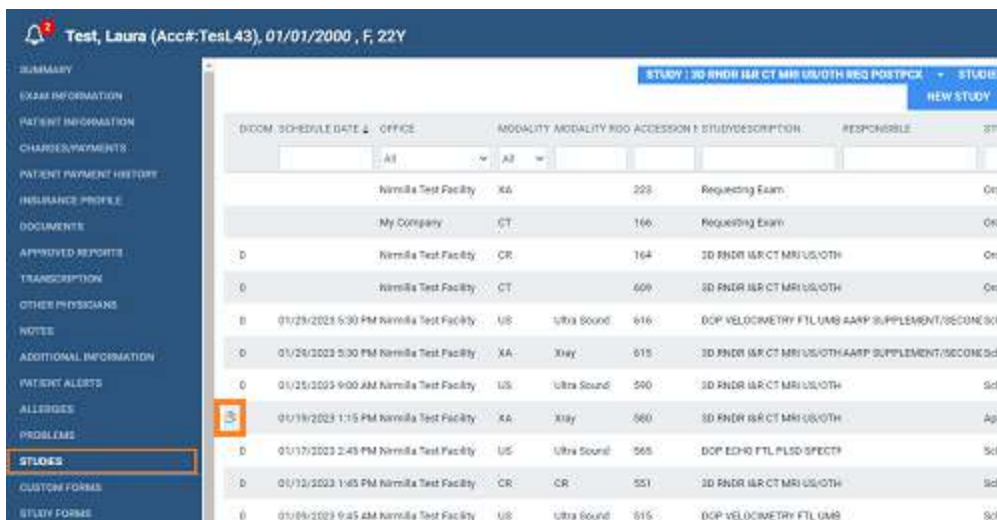 2
Test, Laura (Acc#:TesL43), 01/01/2000 , F, 22Y
SUMMARY
EXAM INFORMATION
PATIENT INFORMATION
CHARGES/PAYMENTS
PATIENT PAYMENT HISTORY
INSURANCE PROFILE
DOCUMENTS
APPROVED REPORTS
TRANSCRIPTION
OTHER PHYSICIANS
NOTES
ADDITIONAL INFORMATION
PATIENT ALERTS
ALLERGIES
PROBLEMS
STUDIES
CUSTOM FORMS
STUDY FORMS
STUDY : 3D RNDR I&R CT MRI US/OTH REQ POSTPCX STUDIE
NEW STUDY
DICOM SCHEDULE DATE OFFICE MODALITY MODALITY ROO ACCESSION STUDYDESCRIPTION RESPONSIBLE ST
All All
Nirmilla Test Facility XA 223 Requesting Exam
My Company CT 166 Requesting Exam
D Nirmilla Test Facility CR 164 3D RNDR I&R CT MRI US/OTH
D Nirmilla Test Facility CT 609 3D RNDR I&R CT MRI US/OTH
D 01/29/2023 5:30 PM Nirmilla Test Facility US Ultra Sound 616 DOP VELOCIMETRY FTL UMB AARP SUPPLEMENT/SECOND
D 01/29/2023 5:30 PM Nirmilla Test Facility XA Xray 615 3D RNDR I&R CT MRI US/OTH AARP SUPPLEMENT/SECOND
D 01/25/2023 9:00 AM Nirmilla Test Facility US Ultra Sound 590 3D RNDR I&R CT MRI US/OTH
01/19/2023 1:15 PM Nirmilla Test Facility XA Xray 580 3D RNDR I&R CT MRI US/OTH
D 01/17/2023 2:45 PM Nirmilla Test Facility US Ultra Sound 565 DOP ECHO FTL PLSD SPECTR
D 01/12/2023 1:45 PM Nirmilla Test Facility CR CR 551 3D RNDR I&R CT MRI US/OTH
D 01/09/2023 9:45 AM Nirmilla Test Facility US Ultra Sound 515 DOP VELOCIMETRY FTL UMB